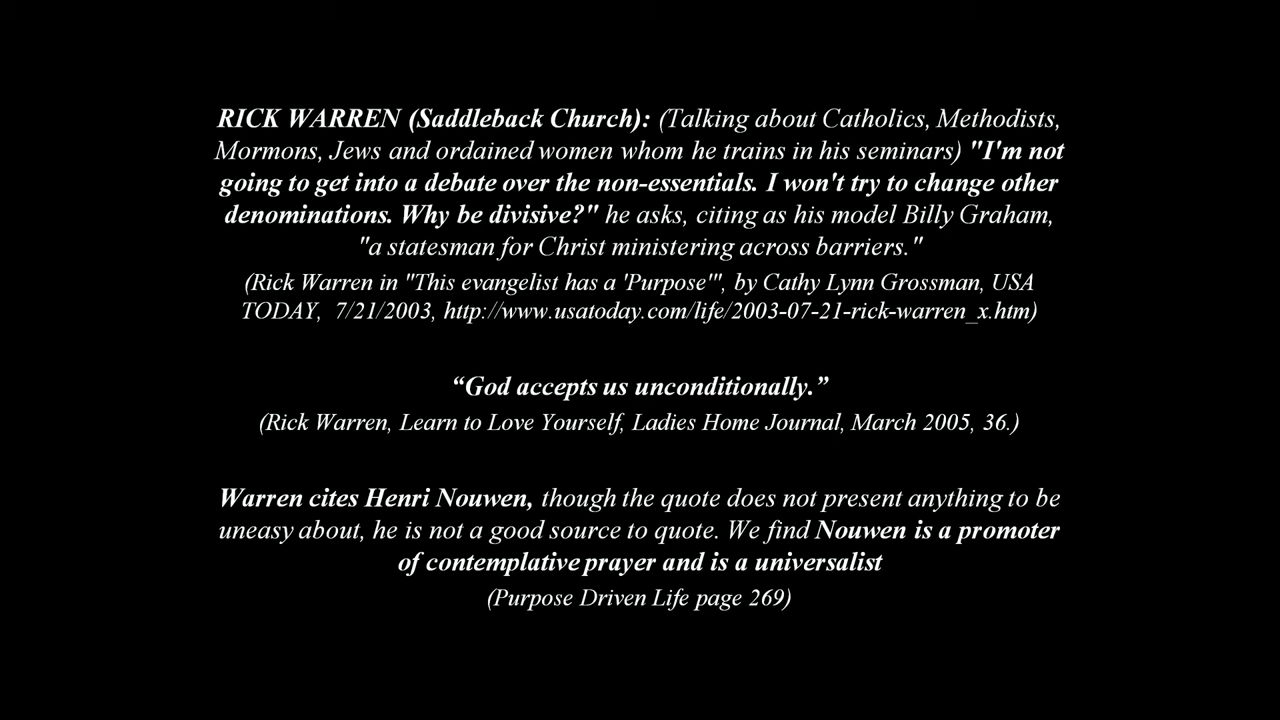 RICK WARREN (Saddleback Church): (Talking about Catholics, Methodists,
Mormons, Jews and ordained women whom he trains in his seminars) "I'm not
going to get into a debate over the non-essentials. I won't try to change other
denominations. Why be divisive?" he asks, citing as his model Billy Graham,
"a statesman for Christ ministering across barriers."
(Rick Warren in "This evangelist has a 'Purpose'", by Cathy Lynn Grossman, USA
TODAY, 7/21/2003, http://www.usatoday.com/life/2003-07-21-rick-warren_x.htm)
“God accepts us unconditionally.”
(Rick Warren, Learn to Love Yourself, Ladies Home Journal, March 2005, 36.)
Warren cites Henri Nouwen, though the quote does not present anything to be
uneasy about, he is not a good source to quote. We find Nouwen is a promoter
of contemplative prayer and is a universalist
(Purpose Driven Life page 269)